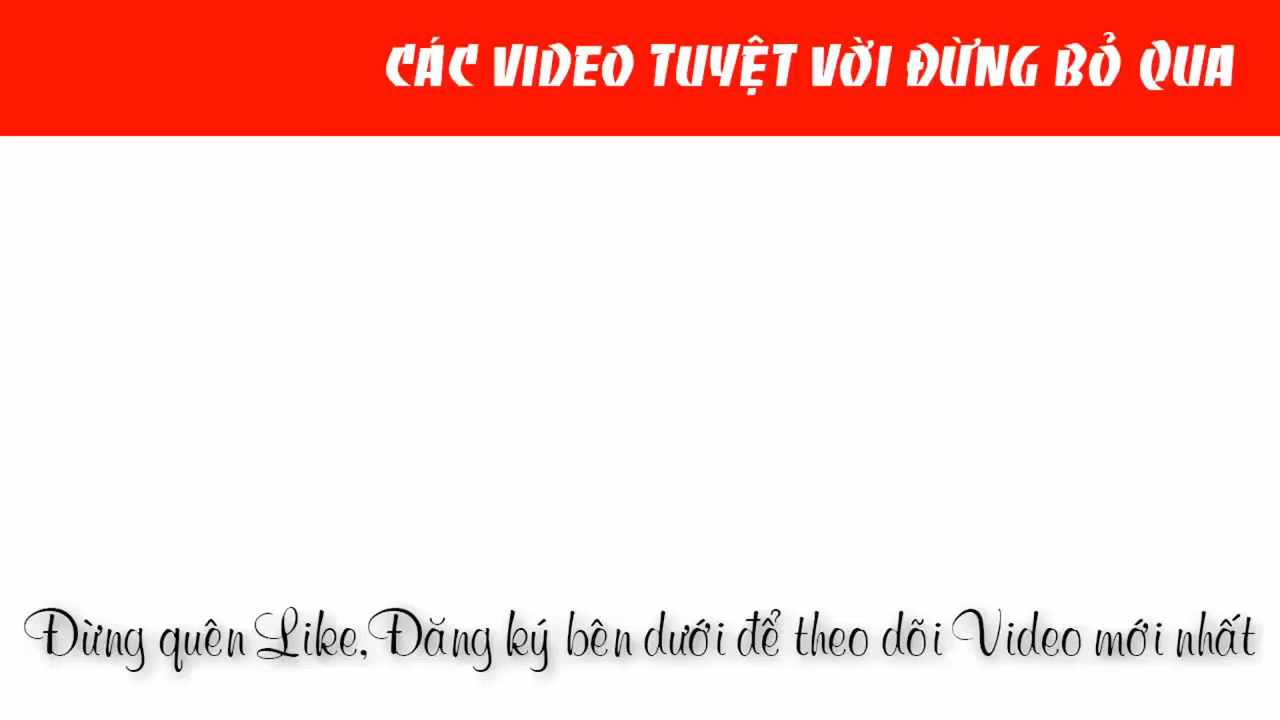 CÁC VIDEO TUYỆT VỜI ĐỪNG BỎ QUA
Đừng quên Like,Đăng ký bên dưới để theo dõi Video mới nhất